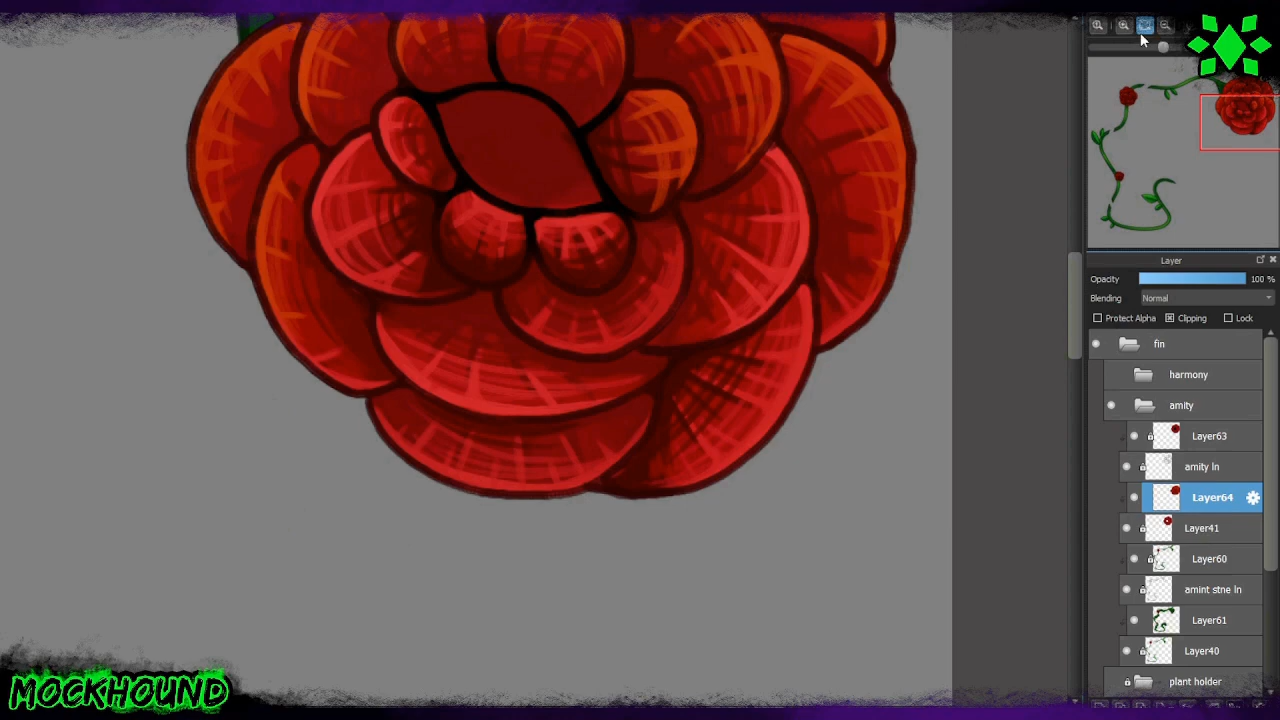 Layer
Opacity 100 %
Blending Normal
Protect Alpha Clipping Lock
fin
harmony
amity
Layer63
amity ln
Layer64
Layer41
Layer60
amint stne ln
Layer61
Layer40
plant holder
MOCKHOUND